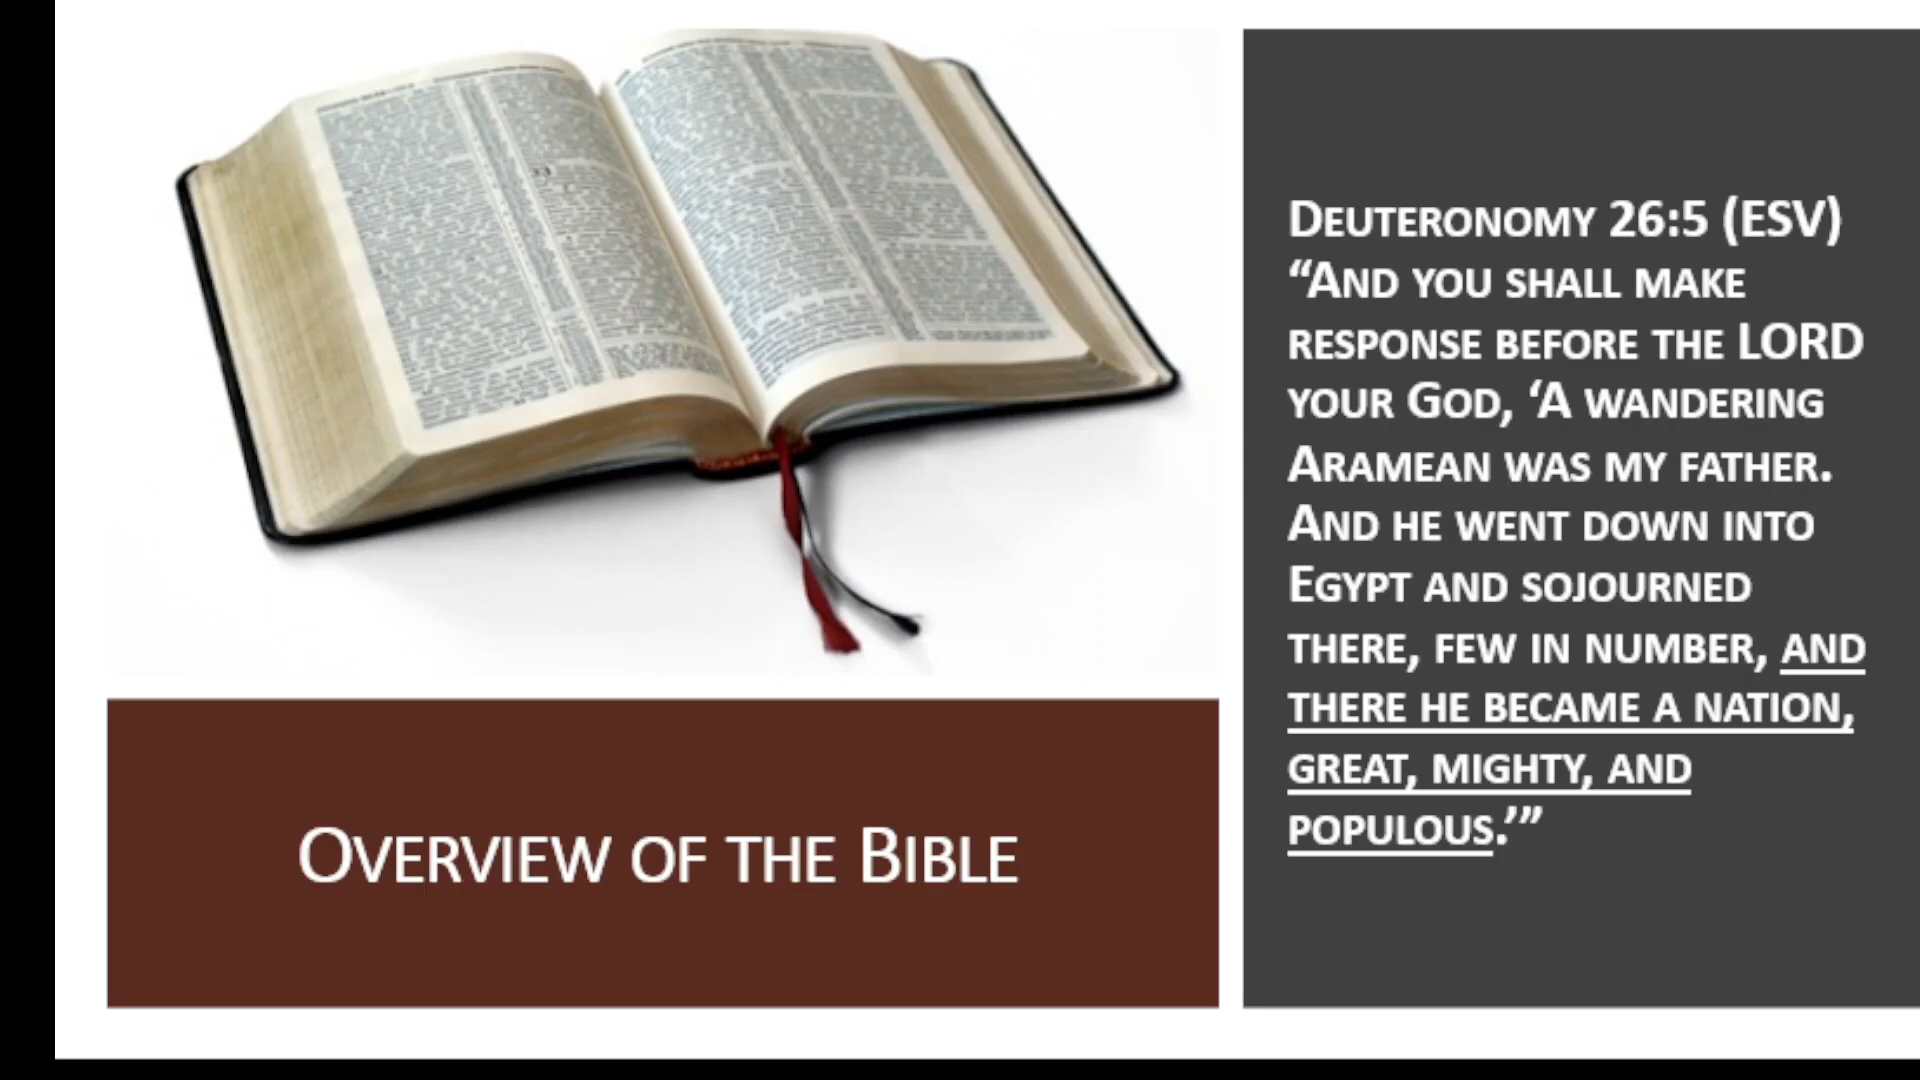 Overview of the Bible
Deuteronomy 26:5 (ESV)
“And you shall make
response before the LORD
your God, ‘A wandering
Aramean was my father.
And he went down into
Egypt and sojourned
there, few in number, and
there he became a nation,
great, mighty, and
populous.’”